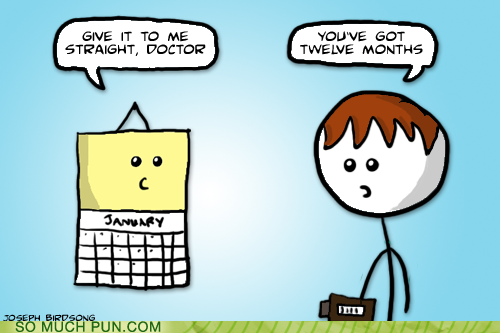 GIVE IT TO ME
STRAIGHT, DOCTOR
YOU'VE GOT
TWELVE MONTHS
JANUARY
JOSEPH BIRDSONG
SO MUCH PUN.COM